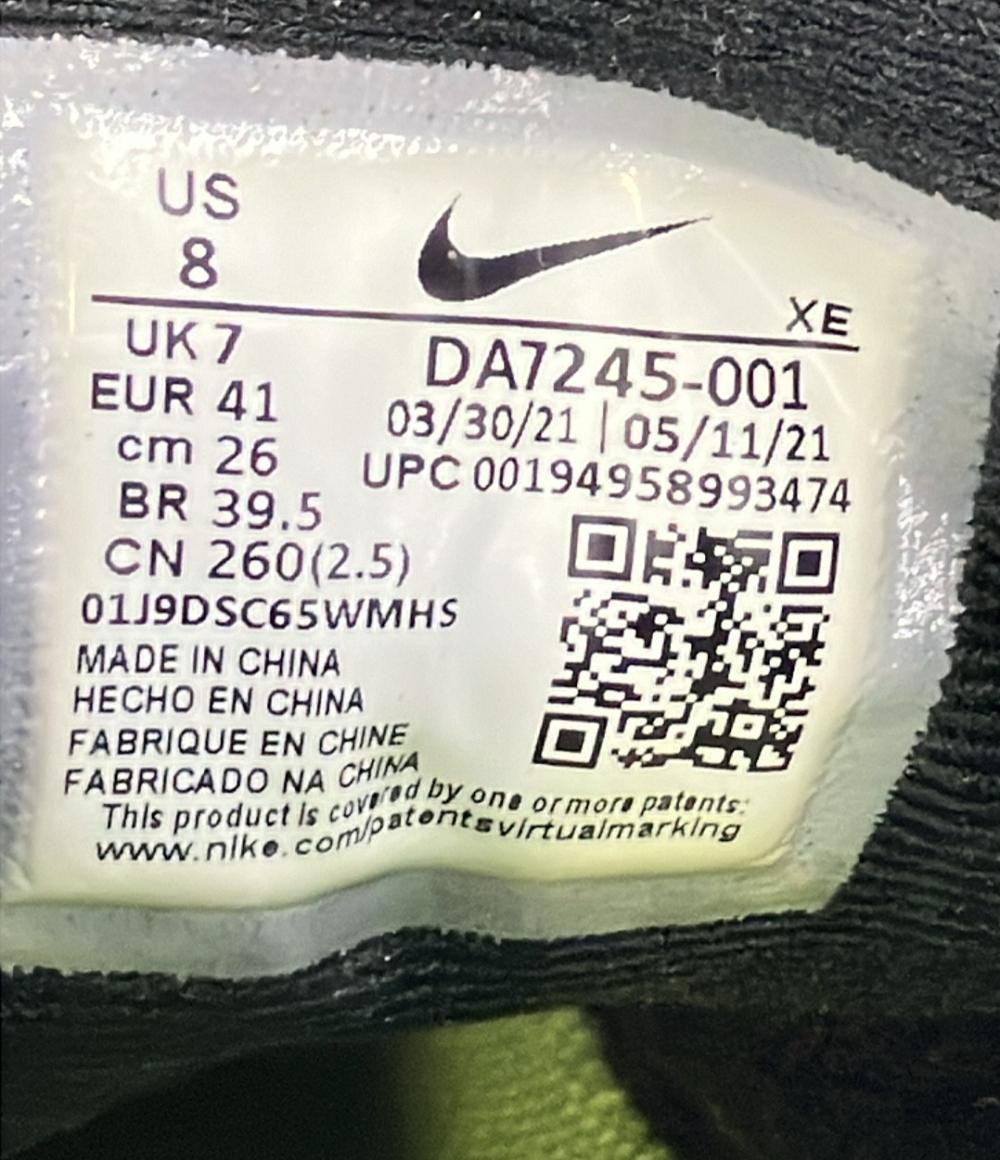 US
8
XE
UK 7
EUR 41
cm 26
BR 39.5
CN 260(2.5)
DA7245-001
03/30/21 | 05/11/21
UPC 00194958993474
01J9DSC65WMHS
MADE IN CHINA
HECHO EN CHINA
FABRIQUE EN CHINE
FABRICADO NA CHINA
This product is covered by one or more patents:
www.nike.com/patentsvirtualmarking